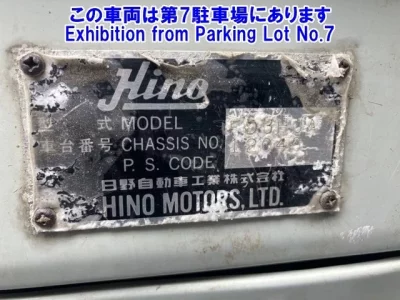 この車両は第7駐車場にあります
Exhibition from Parking Lot No.7
Hino
型式 MODEL
車台番号 CHASSIS NO.
P. S. CODE
日野自動車工業株式会社
HINO MOTORS, LTD.